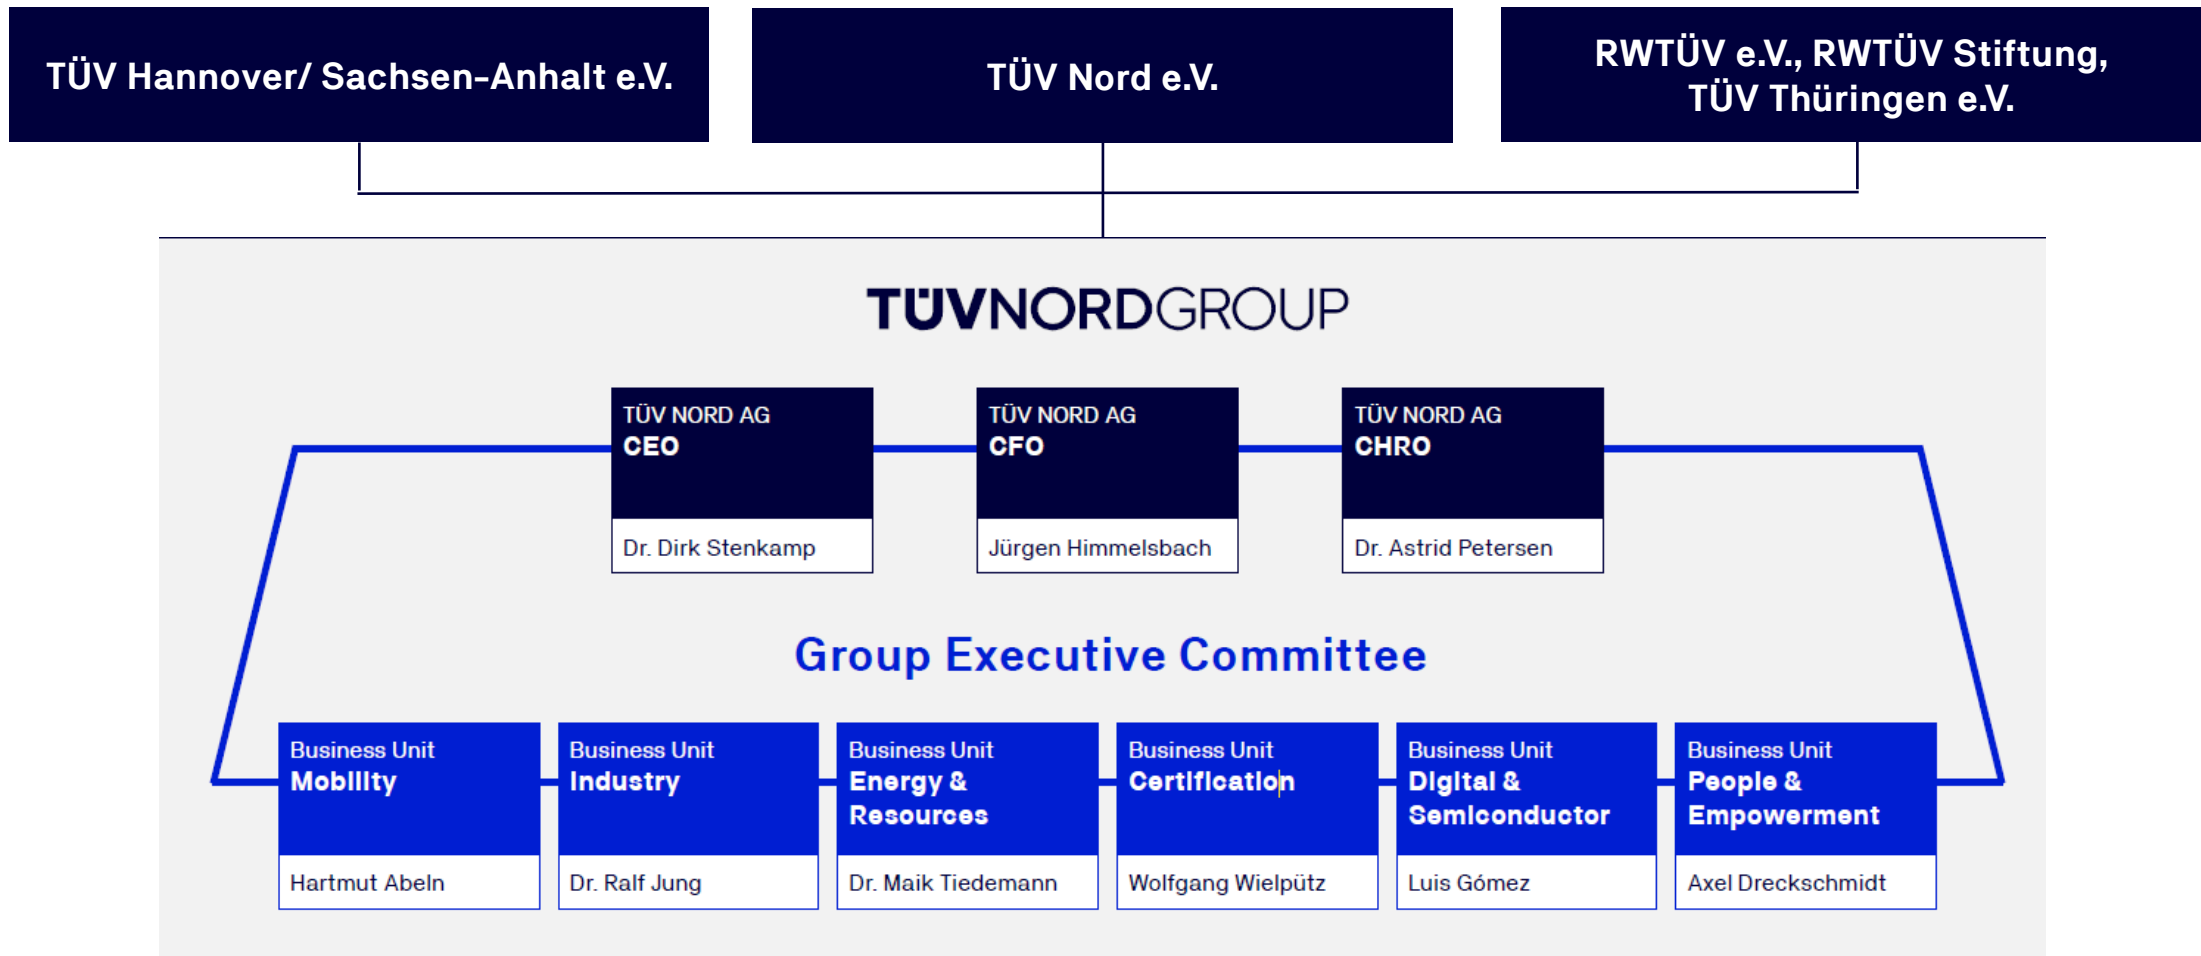 TÜV Hannover/ Sachsen-Anhalt e.V.
TÜV Nord e.V.
RWTÜV e.V., RWTÜV Stiftung,
TÜV Thüringen e.V.
TÜVNORDGROUP
TÜV NORD AG
CEO
Dr. Dirk Stenkamp
TÜV NORD AG
CFO
Jürgen Himmelsbach
TÜV NORD AG
CHRO
Dr. Astrid Petersen
Group Executive Committee
Business Unit
Mobility
Hartmut Abeln
Business Unit
Industry
Dr. Ralf Jung
Business Unit
Energy &
Resources
Dr. Maik Tiedemann
Business Unit
Certification
Wolfgang Wielpütz
Business Unit
Digital &
Semiconductor
Luis Gómez
Business Unit
People &
Empowerment
Axel Dreckschmidt